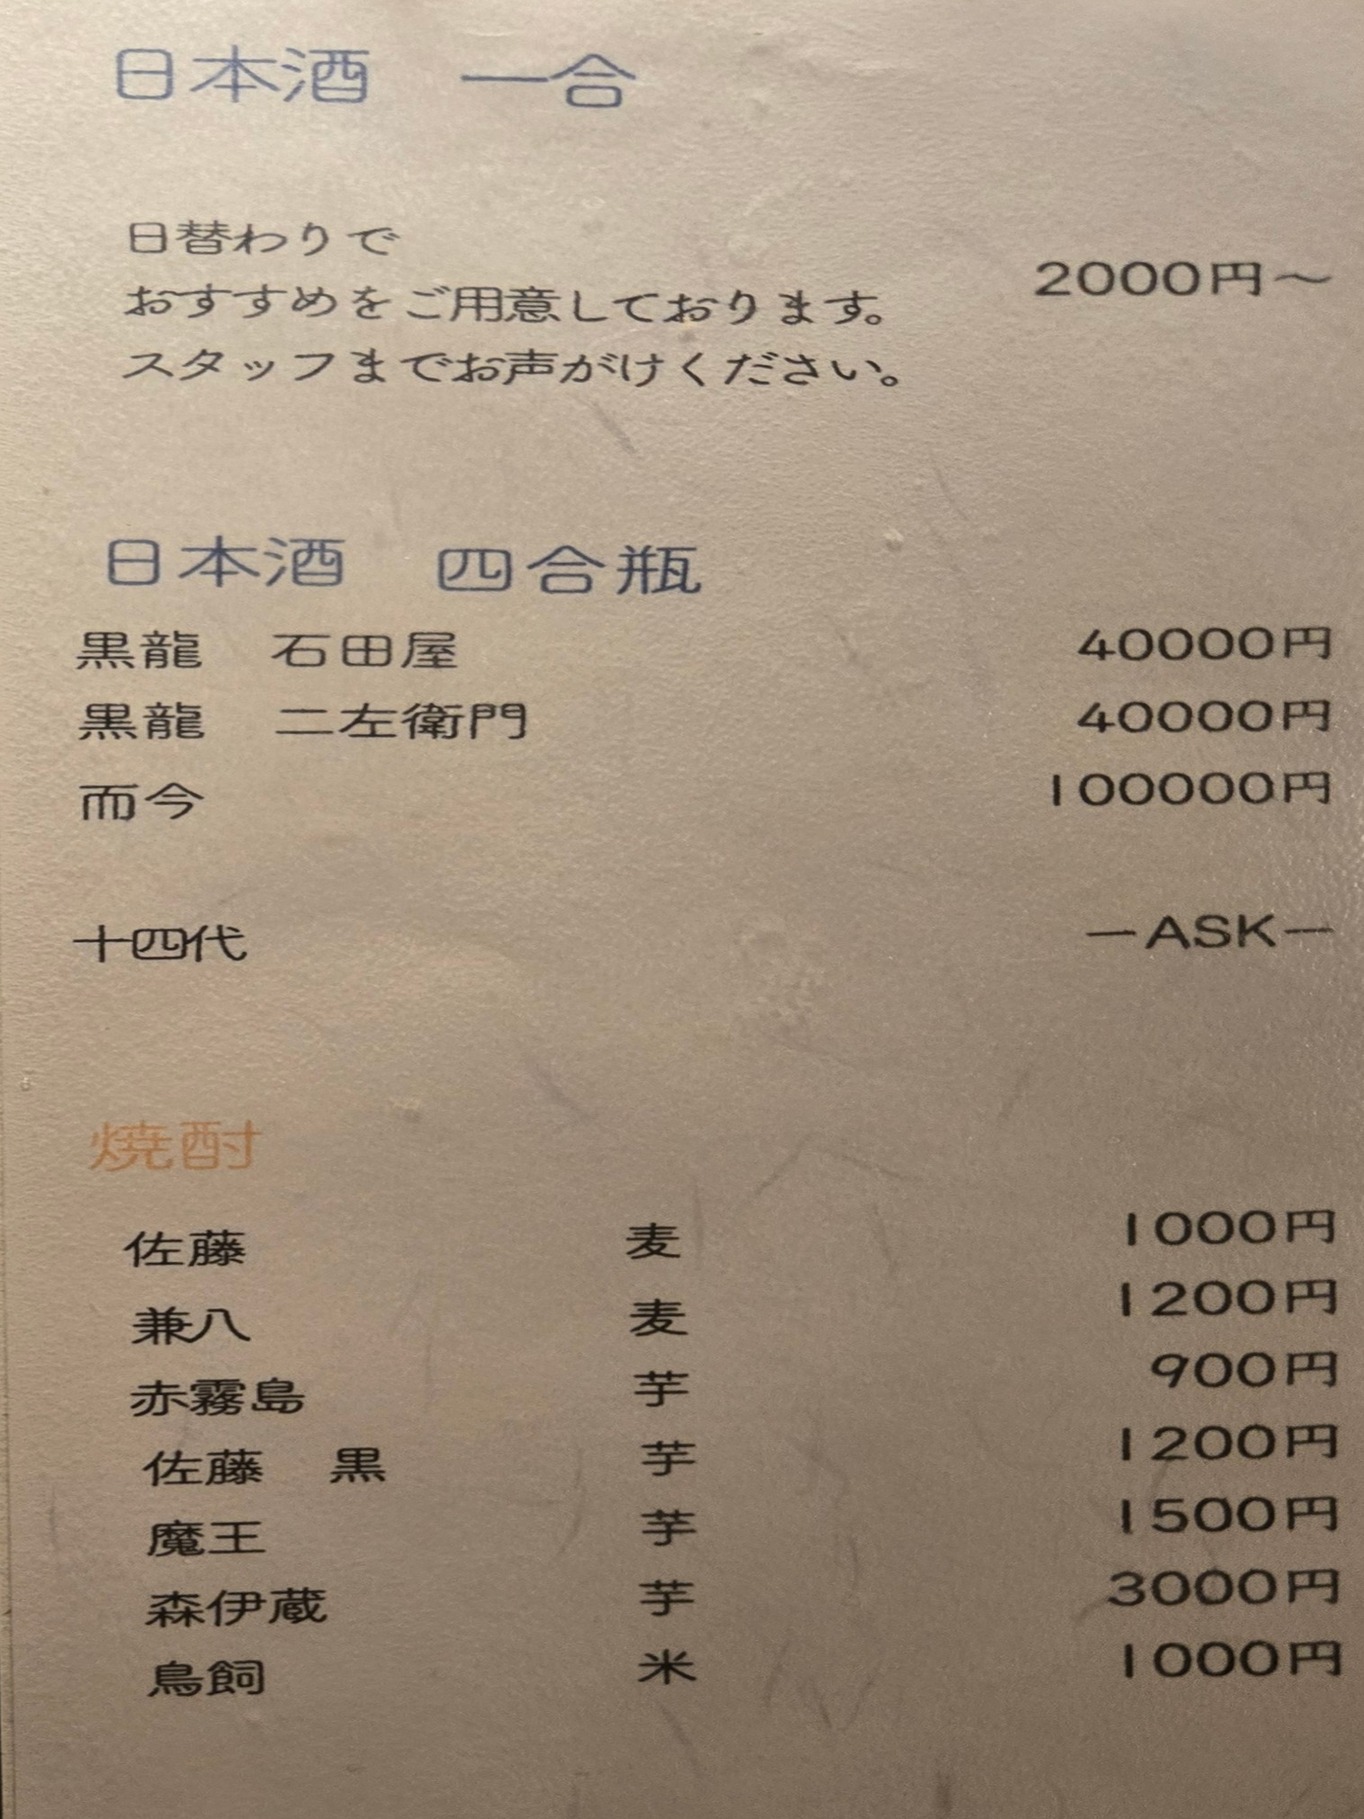 日本酒　一合
日替わりで
おすすめをご用意しております。
スタッフまでお声がけください。
2000円～
日本酒　四合瓶
黒龍　石田屋　40000円
黒龍　二左衛門　40000円
而今　100000円
十四代　－ASK－
焼酎
佐藤　麦　1000円
兼八　麦　1200円
赤霧島　芋　900円
佐藤　黒　芋　1200円
魔王　芋　1500円
森伊蔵　芋　3000円
鳥飼　米　1000円